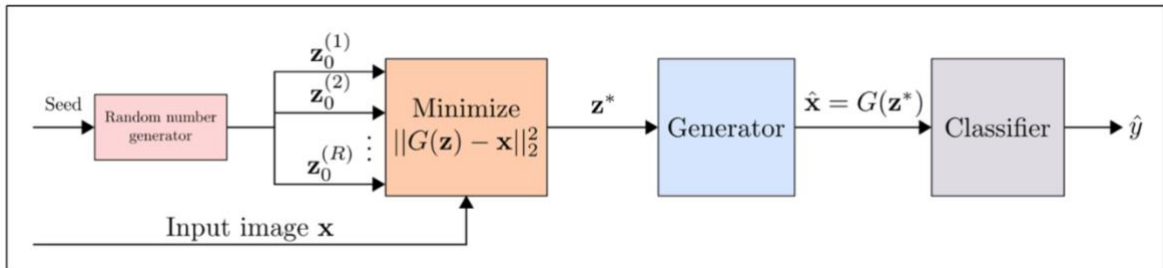 Seed
Random number
generator
𝐳₀⁽¹⁾
𝐳₀⁽²⁾
⋮
𝐳₀⁽ᴿ⁾
Input image 𝐱
Minimize
||G(𝐳) − 𝐱||₂²
𝐳*
Generator
𝐱̂ = G(𝐳*)
Classifier
ŷ